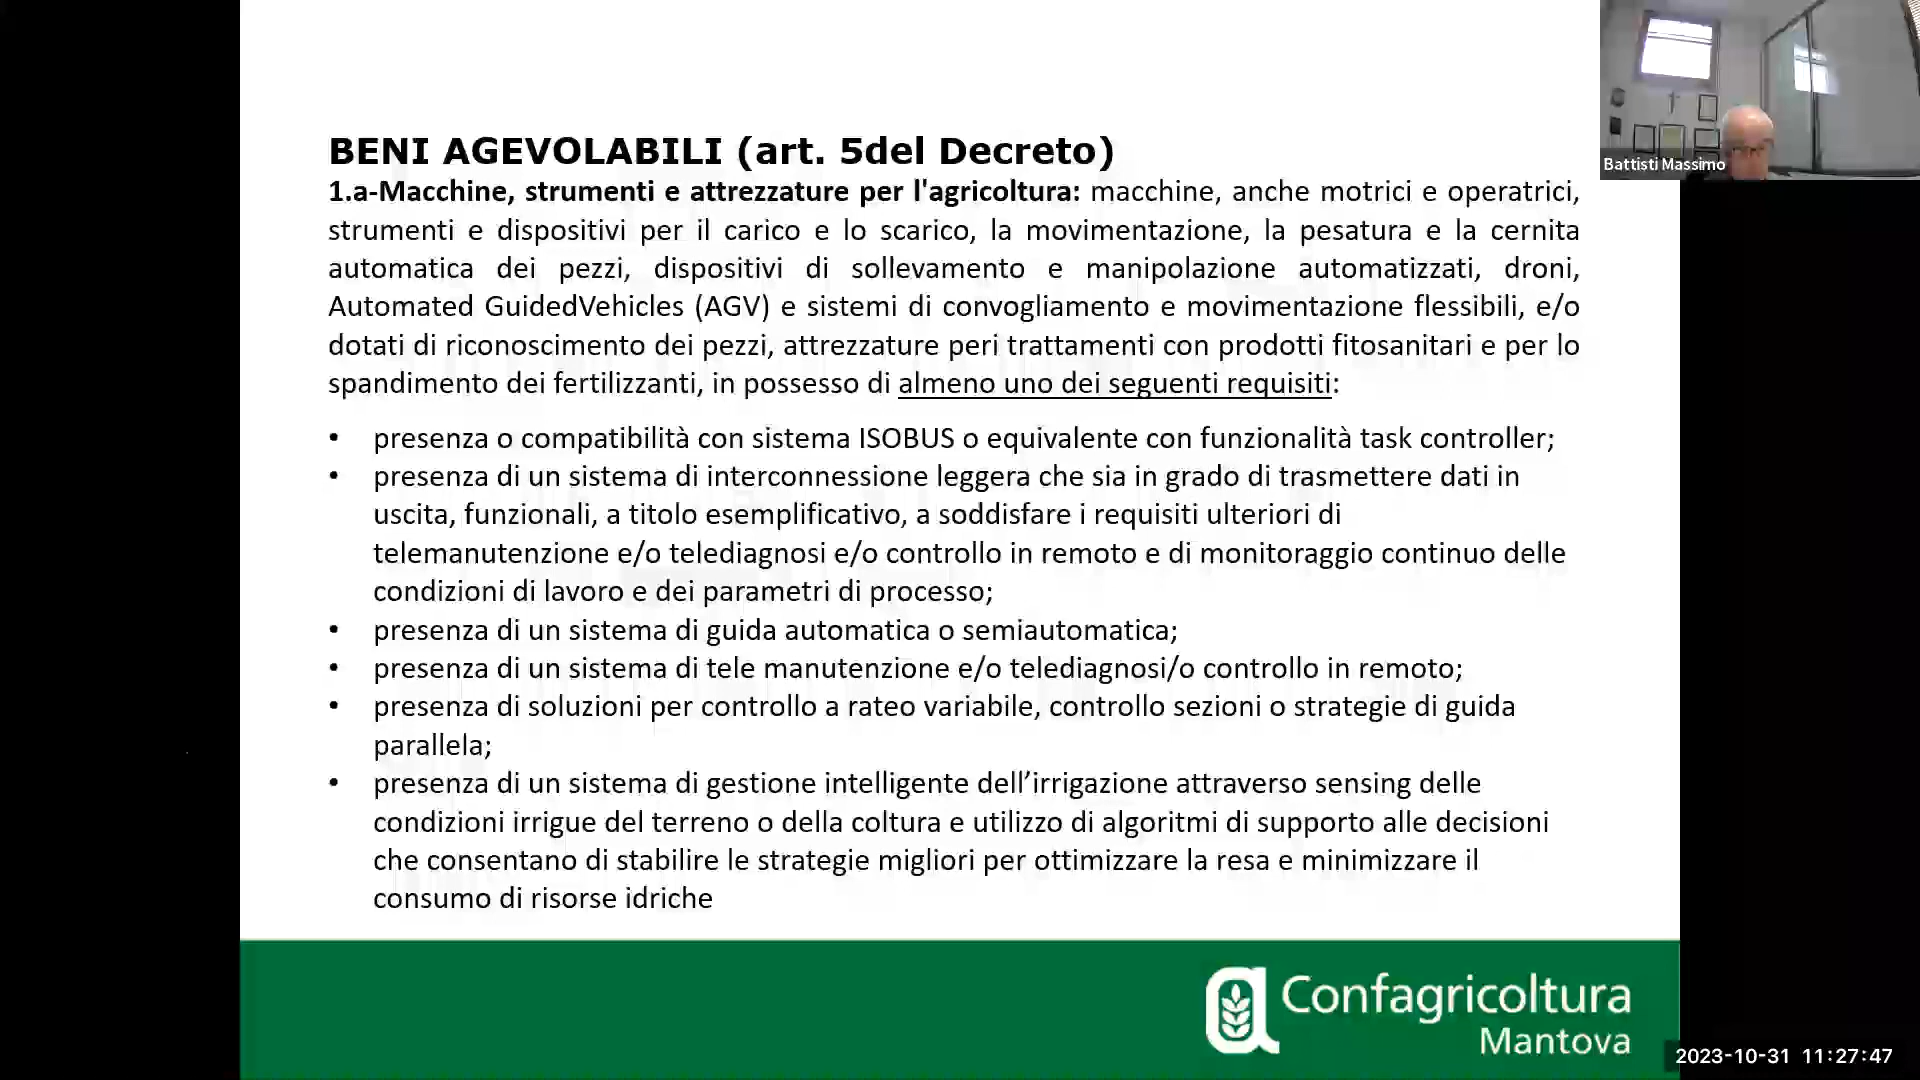 BENI AGEVOLABILI (art. 5del Decreto)
1.a-Macchine, strumenti e attrezzature per l'agricoltura: macchine, anche motrici e operatrici,
strumenti e dispositivi per il carico e lo scarico, la movimentazione, la pesatura e la cernita
automatica dei pezzi, dispositivi di sollevamento e manipolazione automatizzati, droni,
Automated GuidedVehicles (AGV) e sistemi di convogliamento e movimentazione flessibili, e/o
dotati di riconoscimento dei pezzi, attrezzature peri trattamenti con prodotti fitosanitari e per lo
spandimento dei fertilizzanti, in possesso di almeno uno dei seguenti requisiti:
• presenza o compatibilità con sistema ISOBUS o equivalente con funzionalità task controller;
• presenza di un sistema di interconnessione leggera che sia in grado di trasmettere dati in
uscita, funzionali, a titolo esemplificativo, a soddisfare i requisiti ulteriori di
telemanutenzione e/o telediagnosi e/o controllo in remoto e di monitoraggio continuo delle
condizioni di lavoro e dei parametri di processo;
• presenza di un sistema di guida automatica o semiautomatica;
• presenza di un sistema di tele manutenzione e/o telediagnosi/o controllo in remoto;
• presenza di soluzioni per controllo a rateo variabile, controllo sezioni o strategie di guida
parallela;
• presenza di un sistema di gestione intelligente dell’irrigazione attraverso sensing delle
condizioni irrigue del terreno o della coltura e utilizzo di algoritmi di supporto alle decisioni
che consentano di stabilire le strategie migliori per ottimizzare la resa e minimizzare il
consumo di risorse idriche
Confagricoltura
Mantova
Battisti Massimo
2023-10-31 11:27:47